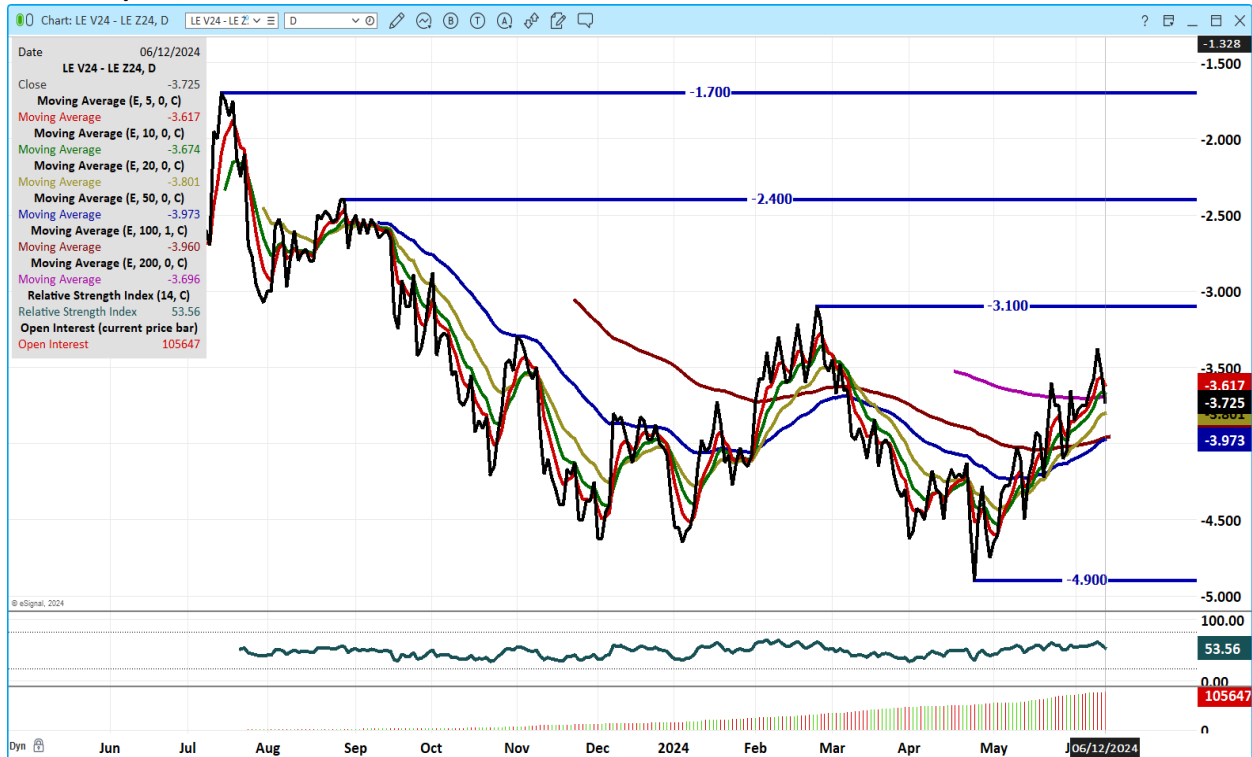 Chart: LE V24 - LE Z24, D
LE V24 - LE Z
D
?
-1.328
Date 06/12/2024
LE V24 - LE Z24, D
Close -3.725
Moving Average (E, 5, 0, C)
Moving Average -3.617
Moving Average (E, 10, 0, C)
Moving Average -3.674
Moving Average (E, 20, 0, C)
Moving Average -3.801
Moving Average (E, 50, 0, C)
Moving Average -3.973
Moving Average (E, 100, 1, C)
Moving Average -3.960
Moving Average (E, 200, 0, C)
Moving Average -3.696
Relative Strength Index (14, C)
Relative Strength Index 53.56
Open Interest (current price bar)
Open Interest 105647
-1.700
-2.400
-3.100
-4.900
-1.500
-2.000
-2.500
-3.000
-3.500
-3.617
-3.725
-3.801
-3.973
-4.500
-5.000
© eSignal, 2024
100.00
53.56
0.00
105647
0
Dyn
Jun Jul Aug Sep Oct Nov Dec 2024 Feb Mar Apr May 06/12/2024